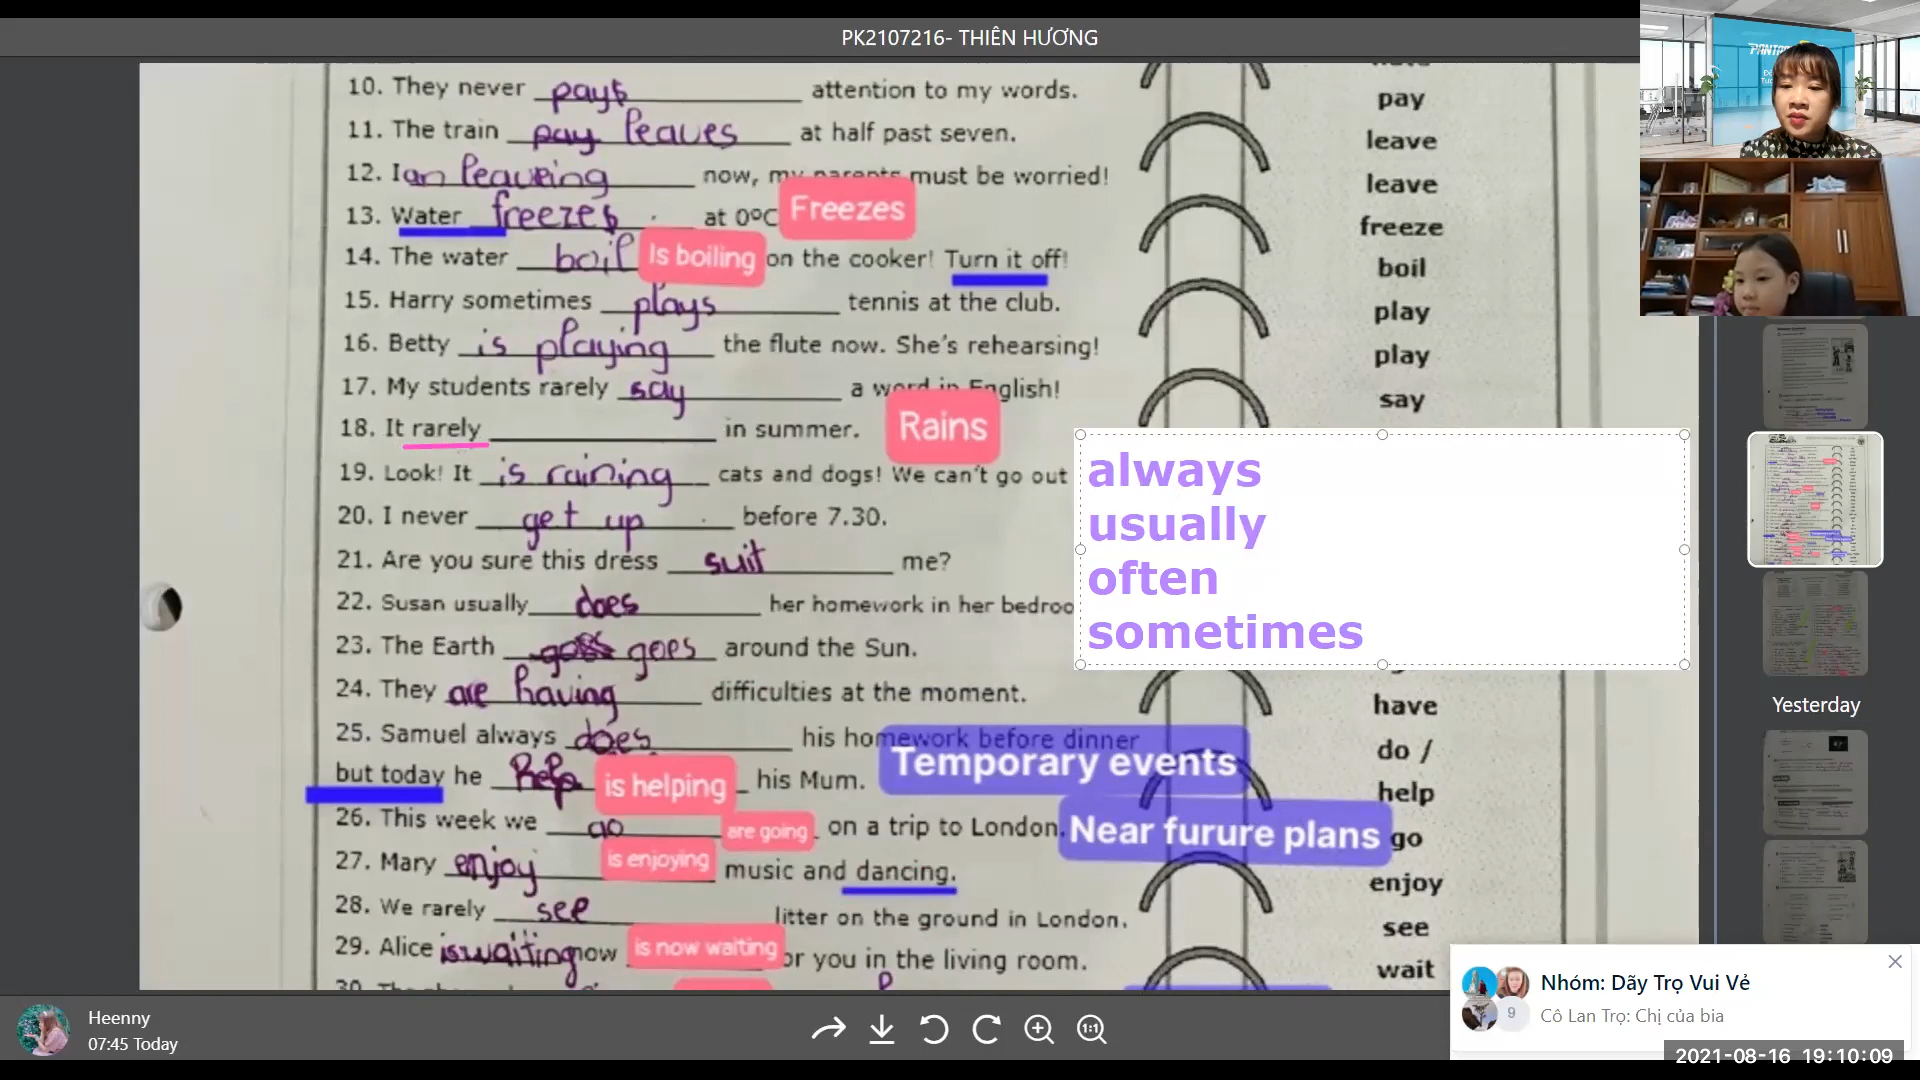 PK2107216- THIÊN HƯƠNG
10. They never pays attention to my words.
pay
11. The train pay leaves at half past seven.
leave
12. I am leaveing now, my parents must be worried!
leave
13. Water freezes at 0°C Freezes
freeze
14. The water boil Is boiling on the cooker! Turn it off!
boil
15. Harry sometimes plays tennis at the club.
play
16. Betty is playing the flute now. She's rehearsing!
play
17. My students rarely say a word in English!
say
18. It rarely in summer. Rains
19. Look! It is raining cats and dogs! We can't go out
20. I never get up before 7.30.
21. Are you sure this dress suit me?
22. Susan usually does her homework in her bedroo
23. The Earth goes around the Sun.
always
usually
often
sometimes
24. They are having difficulties at the moment.
have
25. Samuel always does his homework before dinner
do /
Temporary events
but today he help is helping his Mum.
help
26. This week we go are going on a trip to London.
Near furure plans
go
27. Mary enjoy is enjoying music and dancing.
enjoy
28. We rarely see litter on the ground in London.
see
29. Alice is waiting now is now waiting or you in the living room.
wait
Yesterday
Heenny
07:45 Today
1:1
Nhóm: Dãy Trọ Vui Vẻ
9
Cô Lan Trọ: Chị của bia
2021-08-16 19:10:09